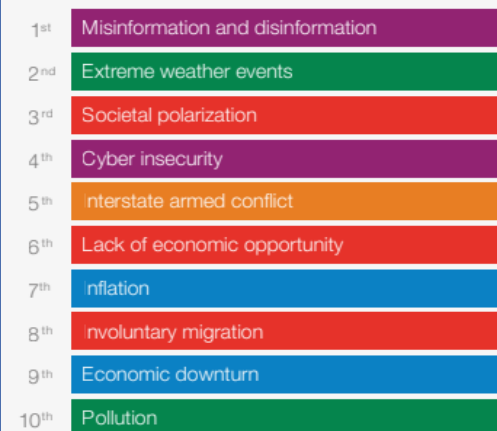 1st Misinformation and disinformation
2nd Extreme weather events
3rd Societal polarization
4th Cyber insecurity
5th Interstate armed conflict
6th Lack of economic opportunity
7th Inflation
8th Involuntary migration
9th Economic downturn
10th Pollution